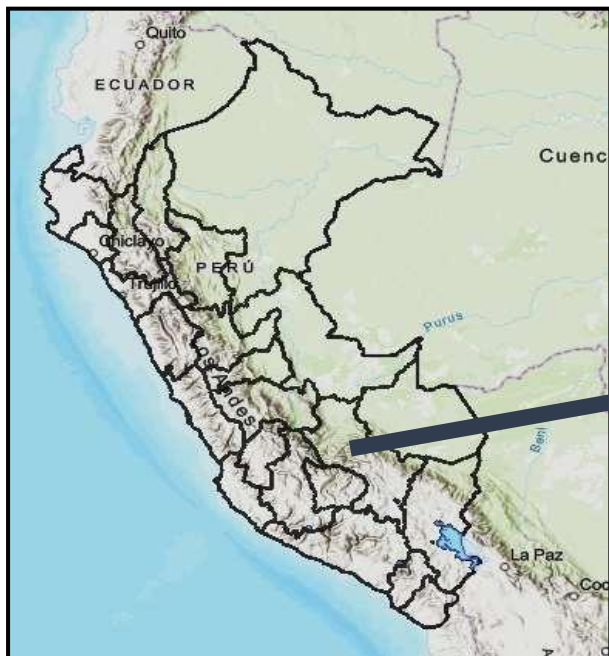 Quito
ECUADOR
Cuenc
Chiclayo
PERÚ
Trujillo
Purus
Los Andes
Beni
La Paz
Coc